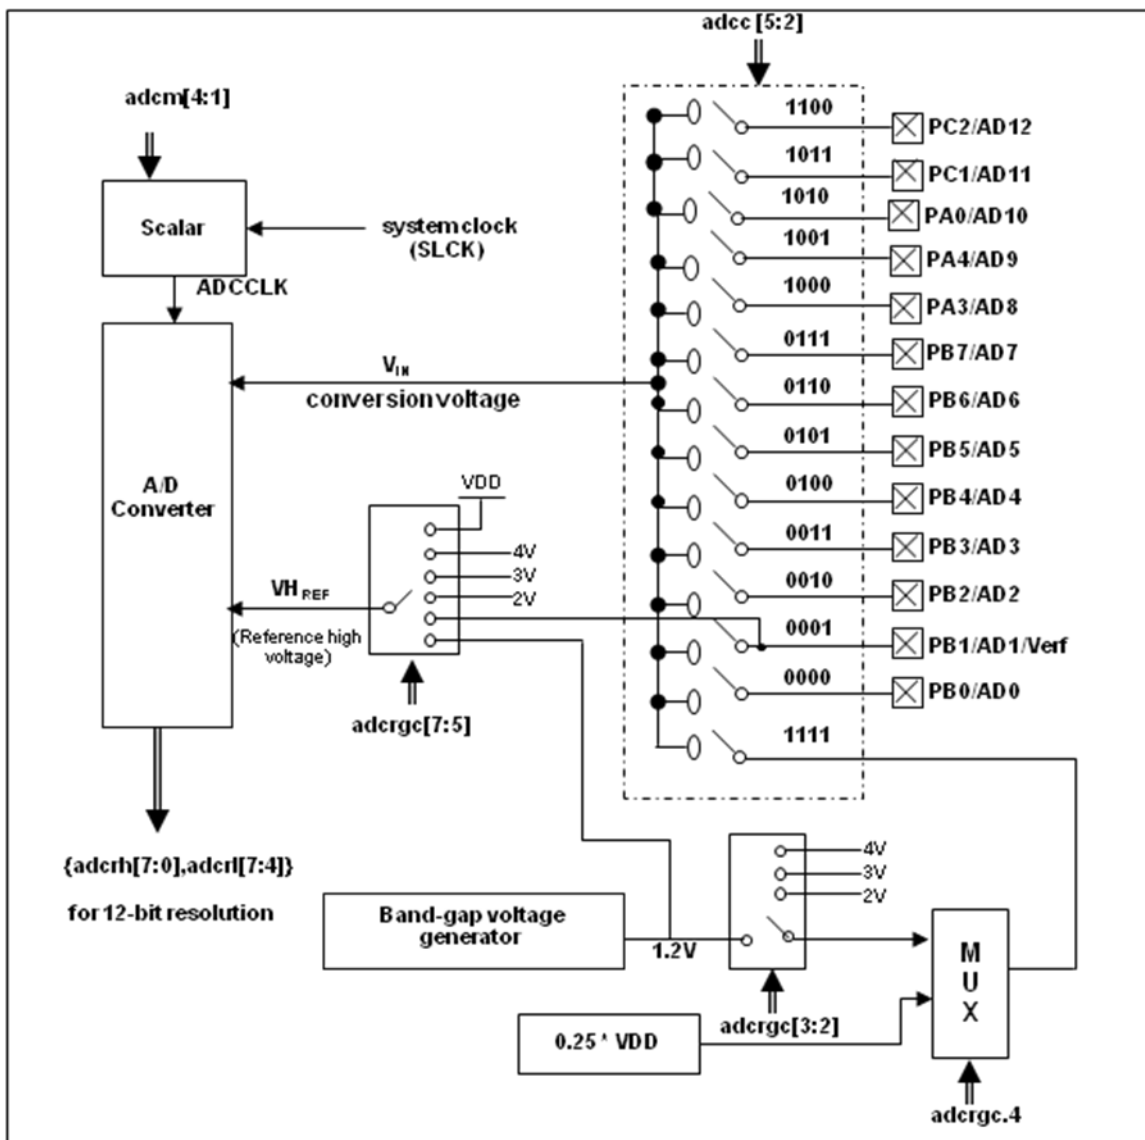 adcc [5:2]
adcm[4:1]
Scalar
system clock
(SLCK)
ADCCLK
1100
PC2/AD12
1011
PC1/AD11
1010
PA0/AD10
1001
PA4/AD9
1000
PA3/AD8
0111
PB7/AD7
0110
PB6/AD6
0101
PB5/AD5
0100
PB4/AD4
0011
PB3/AD3
0010
PB2/AD2
0001
PB1/AD1/Verf
0000
PB0/AD0
1111
VIN
conversion voltage
A/D
Converter
VDD
4V
3V
2V
VH REF
(Reference high
voltage)
adcrgc[7:5]
{adcrh[7:0],adcrl[7:4]}
for 12-bit resolution
Band-gap voltage
generator
1.2V
4V
3V
2V
adcrgc[3:2]
0.25 * VDD
M
U
X
adcrgc.4